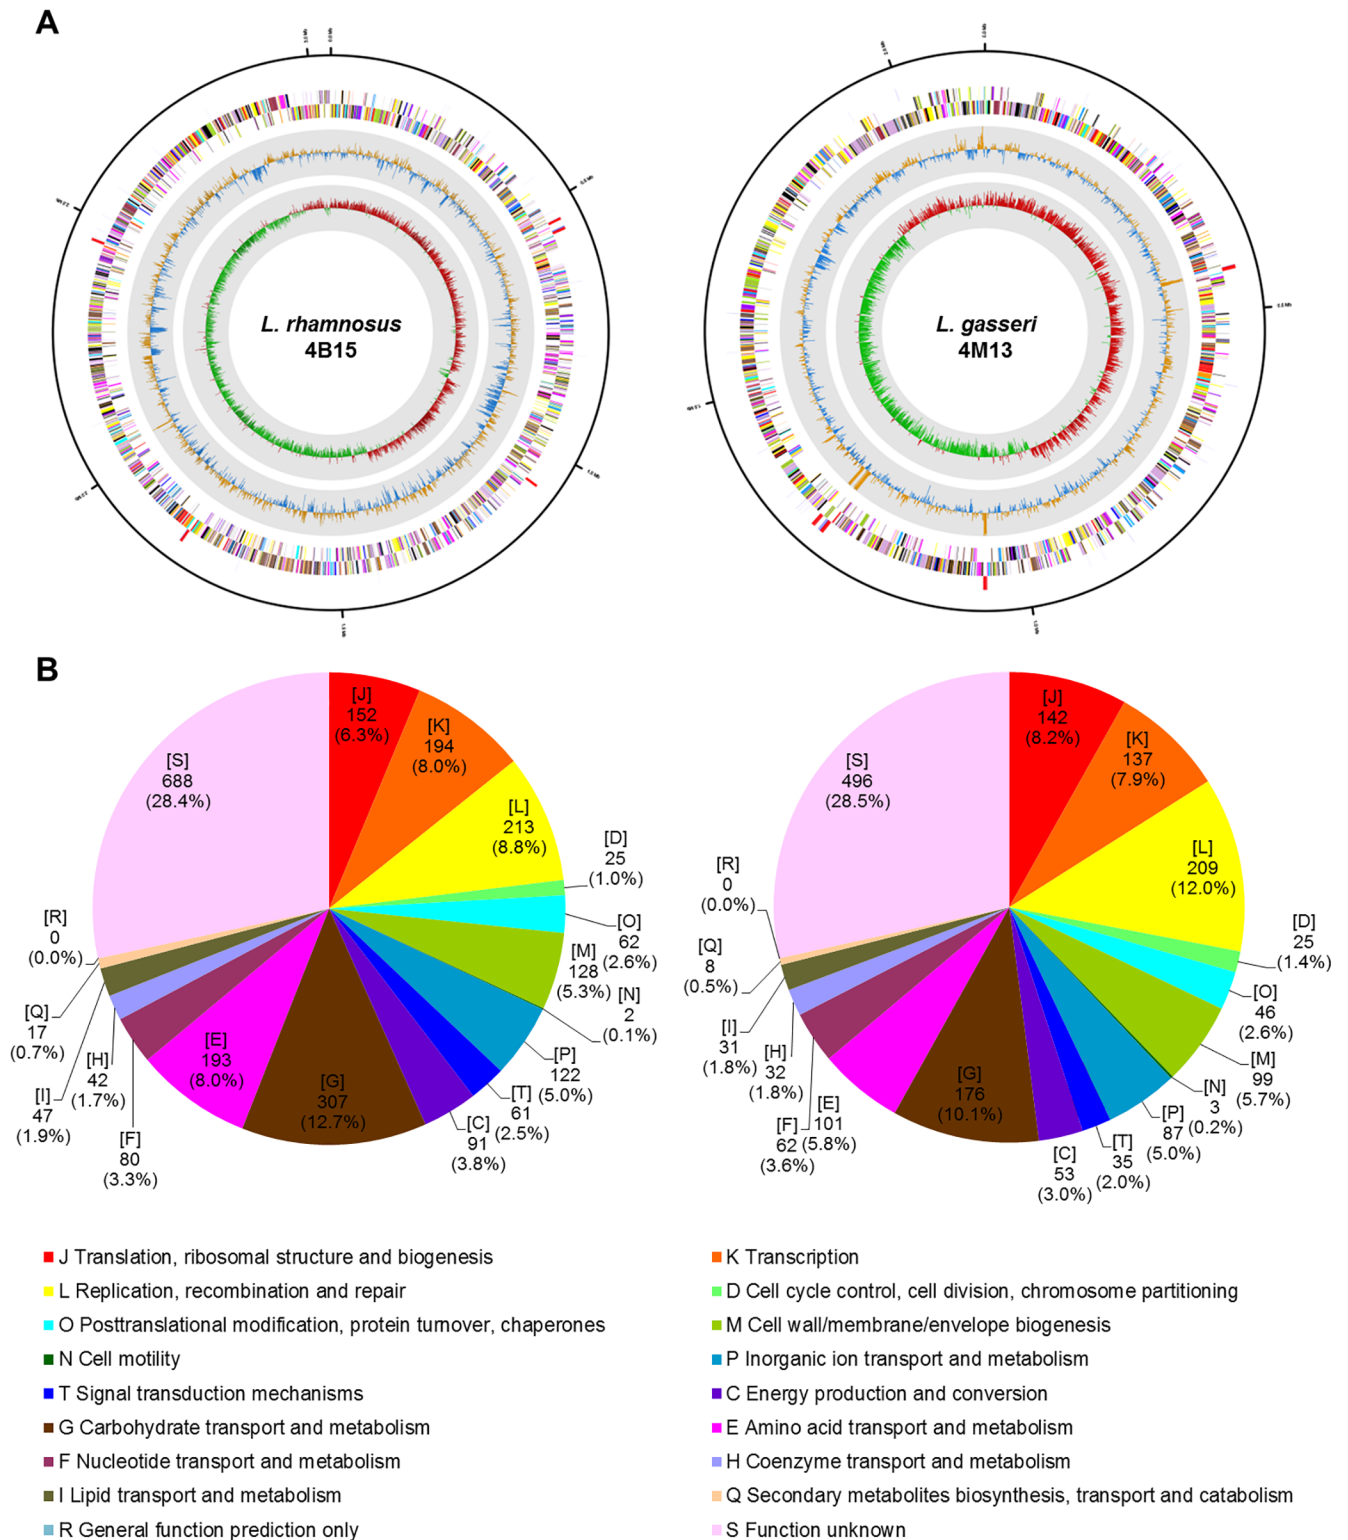 A
L. rhamnosus
4B15
L. gasseri
4M13
B
[J]
152
(6.3%)
[K]
194
(8.0%)
[L]
213
(8.8%)
[D]
25
(1.0%)
[O]
62
(2.6%)
[M]
128
(5.3%)
[N]
2
(0.1%)
[P]
122
(5.0%)
[T]
61
(2.5%)
[C]
91
(3.8%)
[G]
307
(12.7%)
[E]
193
(8.0%)
[F]
80
(3.3%)
[H]
42
(1.7%)
[I]
47
(1.9%)
[Q]
17
(0.7%)
[R]
0
(0.0%)
[S]
688
(28.4%)
[J]
142
(8.2%)
[K]
137
(7.9%)
[L]
209
(12.0%)
[D]
25
(1.4%)
[O]
46
(2.6%)
[M]
99
(5.7%)
[N]
3
(0.2%)
[P]
87
(5.0%)
[T]
35
(2.0%)
[C]
53
(3.0%)
[G]
176
(10.1%)
[E]
101
(5.8%)
[F]
62
(3.6%)
[H]
32
(1.8%)
[I]
31
(1.8%)
[Q]
8
(0.5%)
[R]
0
(0.0%)
[S]
496
(28.5%)
J Translation, ribosomal structure and biogenesis
K Transcription
L Replication, recombination and repair
D Cell cycle control, cell division, chromosome partitioning
O Posttranslational modification, protein turnover, chaperones
M Cell wall/membrane/envelope biogenesis
N Cell motility
P Inorganic ion transport and metabolism
T Signal transduction mechanisms
C Energy production and conversion
G Carbohydrate transport and metabolism
E Amino acid transport and metabolism
F Nucleotide transport and metabolism
H Coenzyme transport and metabolism
I Lipid transport and metabolism
Q Secondary metabolites biosynthesis, transport and catabolism
R General function prediction only
S Function unknown